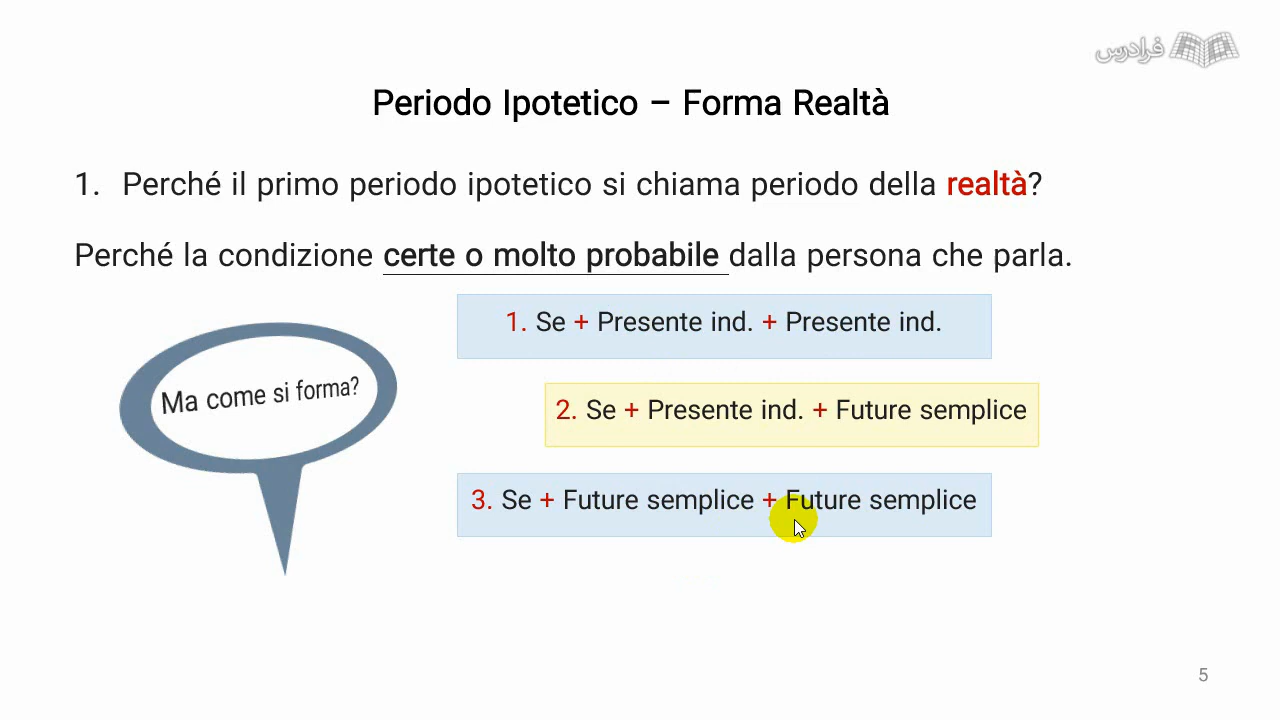 فرادرس
Periodo Ipotetico – Forma Realtà
1. Perché il primo periodo ipotetico si chiama periodo della realtà?
Perché la condizione certe o molto probabile dalla persona che parla.
Ma come si forma?
1. Se + Presente ind. + Presente ind.
2. Se + Presente ind. + Future semplice
3. Se + Future semplice + Future semplice
5